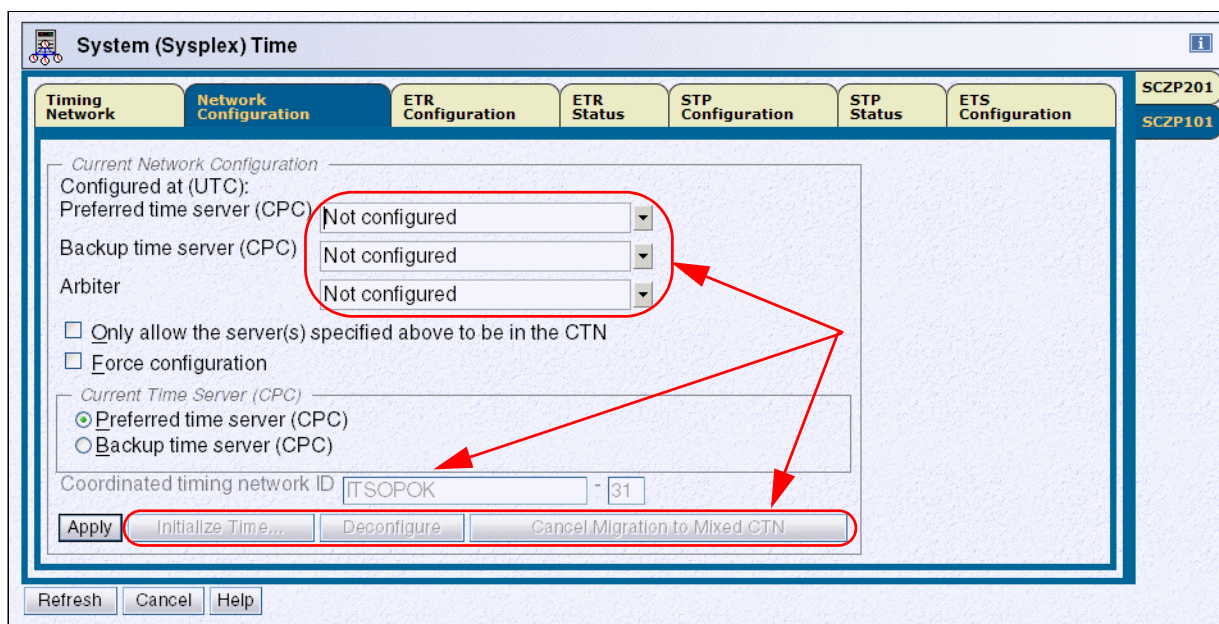 System (Sysplex) Time
i
Timing Network
Network Configuration
ETR Configuration
ETR Status
STP Configuration
STP Status
ETS Configuration
SCZP201
SCZP101
Current Network Configuration
Configured at (UTC):
Preferred time server (CPC) Not configured
Backup time server (CPC) Not configured
Arbiter Not configured
Only allow the server(s) specified above to be in the CTN
Force configuration
Current Time Server (CPC)
Preferred time server (CPC)
Backup time server (CPC)
Coordinated timing network ID ITSOPOK - 31
Apply Initialize Time... Deconfigure Cancel Migration to Mixed CTN
Refresh Cancel Help